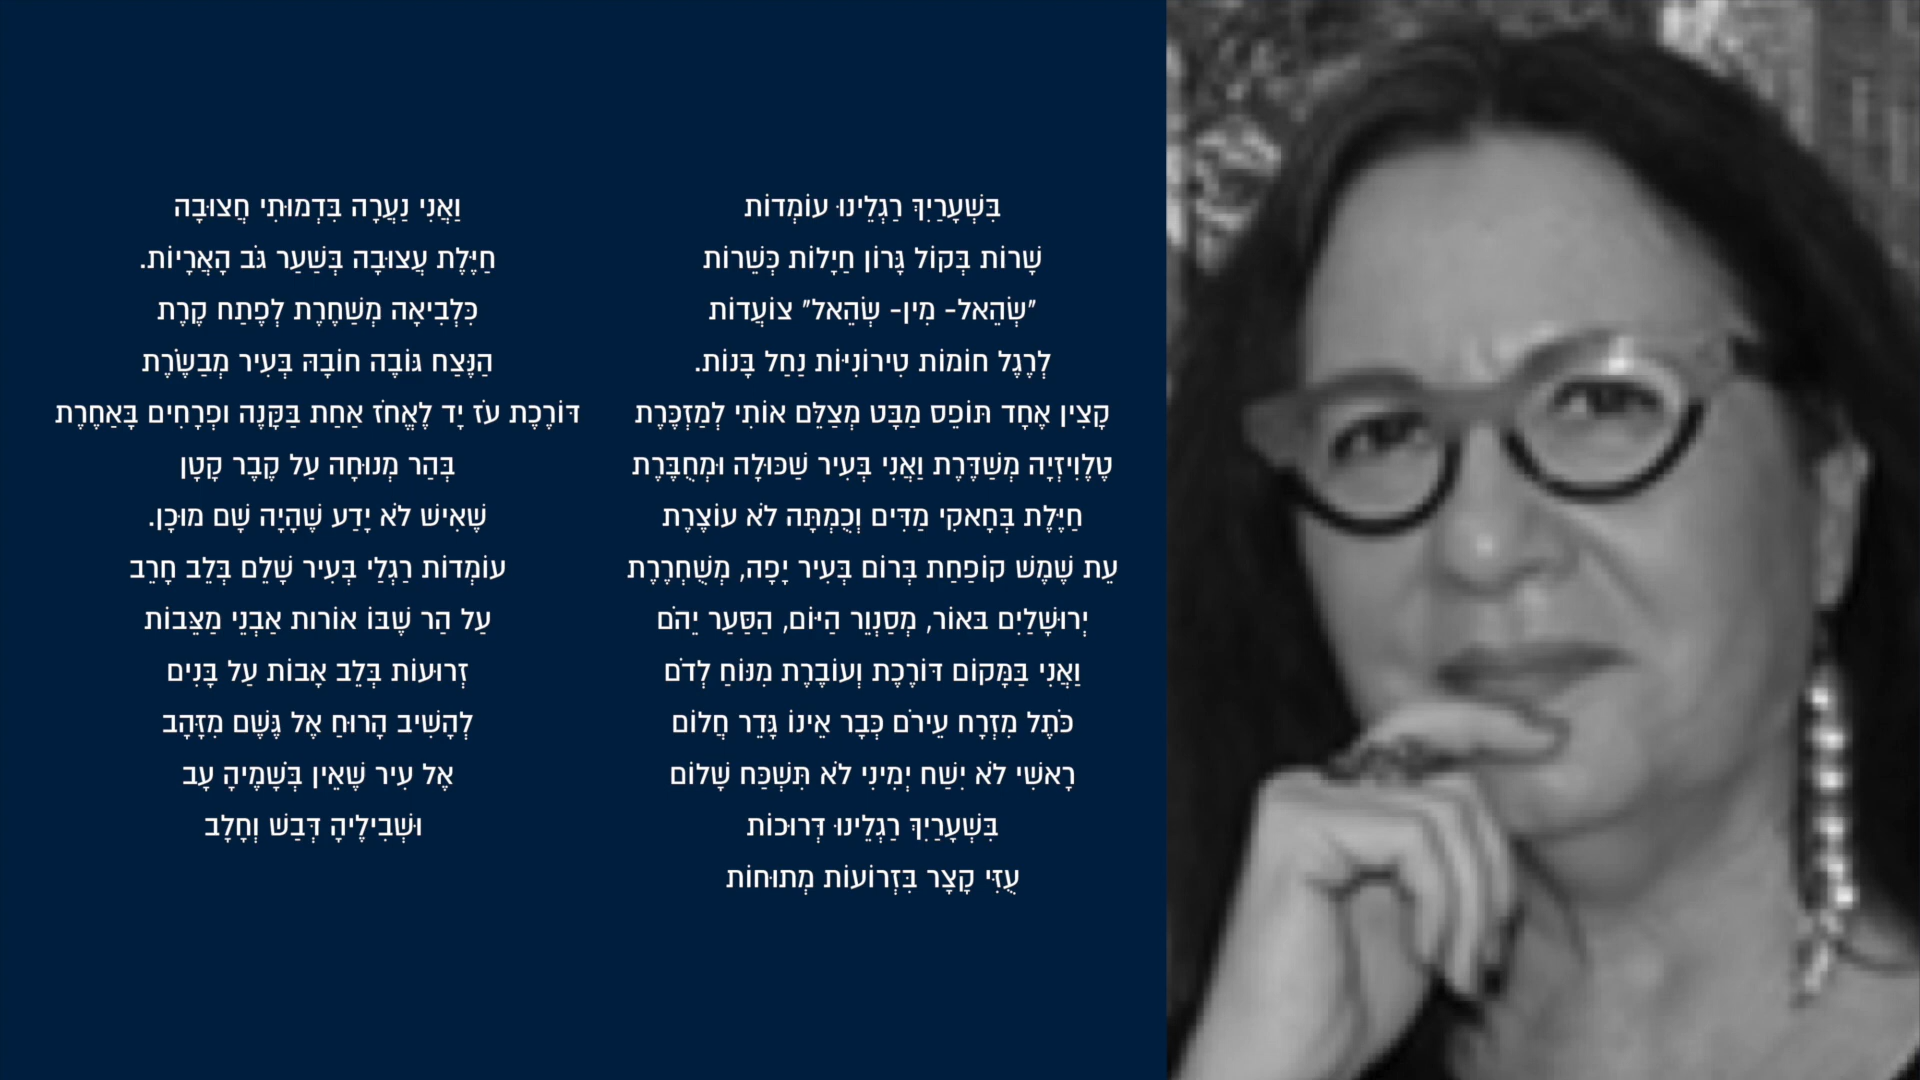 בִּשְׁעָרַיִךְ רַגְלֵינוּ עוֹמְדוֹת
שָׁרוֹת בְּקוֹל גָּרוֹן חַיָלוֹת כְּשֵׁרוֹת
"שְׂהֵאל- מִין- שְׂהֵאל" צוֹעֲדוֹת
לְרֶגֶל חוֹמוֹת טִירוֹנִיּוֹת נַחַל בָּנוֹת.
קָצִין אֶחָד תּוֹפֵס מַבָּט מְצַלֵּם אוֹתִי לְמַזְכֶּרֶת
טֶלֶוִיזְיָה מְשַׁדֶּרֶת וַאֲנִי בְּעִיר שַׁכּוּלָה וּמְחֻבֶּרֶת
חַיֶּלֶת בְּחָאקִי מַדִּים וְכֻמְתָּה לֹא עוֹצֶרֶת
עֵת שֶׁמֶשׁ קוֹפַחַת בְּרוֹם בְּעִיר יָפָה, מְשֻׁחְרֶרֶת
יְרוּשָׁלַיִם בּאוֹר, מְסַנְוֵר הַיּוֹם, הַסַּעַר יֵהֹם
וַאֲנִי בַּמָּקוֹם דּוֹרֶכֶת וְעוֹבֶרֶת מִנּוֹחַ לְדֹם
כֹּתֶל מִזְרָח עֵירֹם כְּבָר אֵינוֹ גָּדֵר חֲלוֹם
רָאשִׁי לֹא יִשַּׁח יְמִינִי לֹא תִּשְׁכַּח שָׁלוֹם
בִּשְׁעָרַיִךְ רַגְלֵינוּ דְּרוּכוֹת
עֻזִּי קָצָר בִּזְרוֹעוֹת מְתוּחוֹת
וַאֲנִי נַעֲרָה בִּדְמוּתִי חֲצוּבָה
חַיֶּלֶת עֲצוּבָה בְּשַׁעַר גֹּב הָאֲרָיוֹת.
כִּלְבִיאָה מְשַׁחֶרֶת לְפֶתַח קֶרֶת
הַנֶּצַח גּוֹבֶה חוֹבָהּ בְּעִיר מְבַשֶּׂרֶת
דּוֹרֶכֶת עֹז יָד לֶאֱחֹז אַחַת בַּקָּנֶה וּפְרָחִים בָּאַחֶרֶת
בְּהַר מְנוּחָה עַל קֶבֶר קָטָן
שֶׁאִישׁ לֹא יָדַע שֶׁהָיָה שָׁם מוּכָן.
עוֹמְדוֹת רַגְלַי בְּעִיר שָׁלֵם בְּלֵב חָרֵב
עַל הַר שֶׁבּוֹ אוֹרוֹת אַבְנֵי מַצֵּבוֹת
זְרוּעוֹת בְּלֵב אָבוֹת עַל בָּנִים
לְהָשִׁיב הָרוּחַ אֶל גֶּשֶׁם מִזָּהָב
אֶל עִיר שֶׁאֵין בְּשָׁמֶיהָ עָב
וּשְׁבִילֶיהָ דְּבַשׁ וְחָלָב